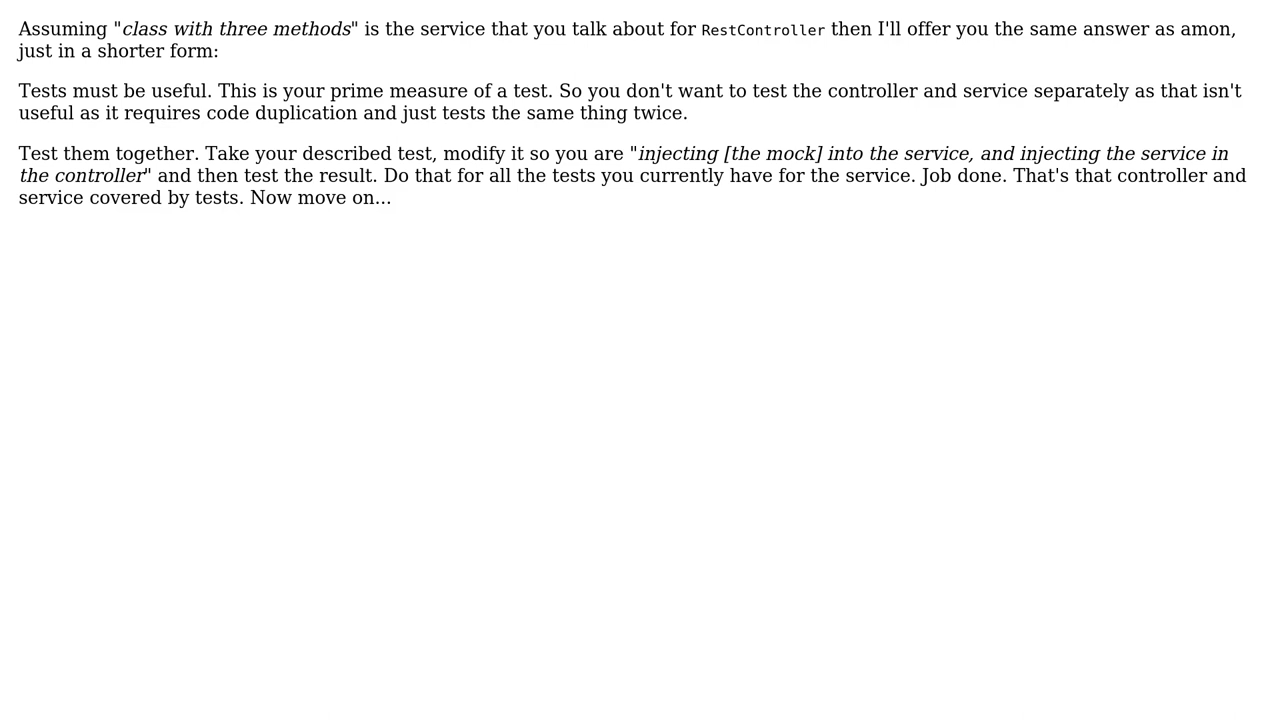 Assuming "class with three methods" is the service that you talk about for RestController then I'll offer you the same answer as amon,
just in a shorter form:
Tests must be useful. This is your prime measure of a test. So you don't want to test the controller and service separately as that isn't
useful as it requires code duplication and just tests the same thing twice.
Test them together. Take your described test, modify it so you are "injecting [the mock] into the service, and injecting the service in
the controller" and then test the result. Do that for all the tests you currently have for the service. Job done. That's that controller and
service covered by tests. Now move on...